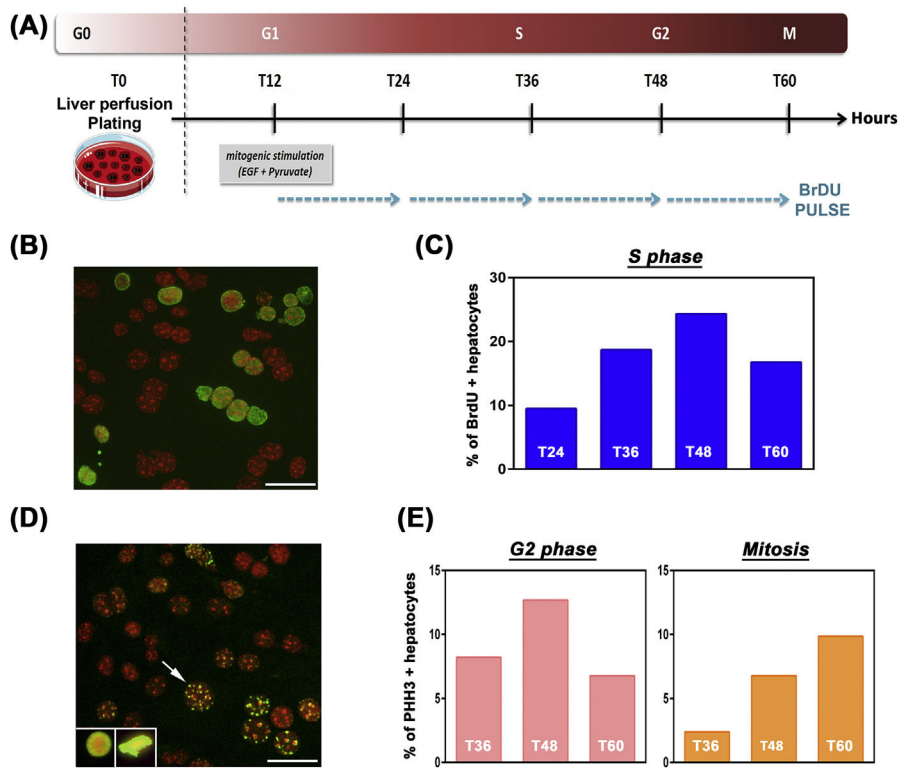 (A)
G0 G1 S G2 M
T0 T12 T24 T36 T48 T60
Liver perfusion
Plating
Hours
mitogenic stimulation
(EGF + Pyruvate)
BrDU
PULSE
(B)
(C)
S phase
% of BrdU + hepatocytes
30
20
10
0
T24 T36 T48 T60
(D)
(E)
G2 phase
% of PHH3 + hepatocytes
15
10
5
0
T36 T48 T60
Mitosis
15
10
5
0
T36 T48 T60